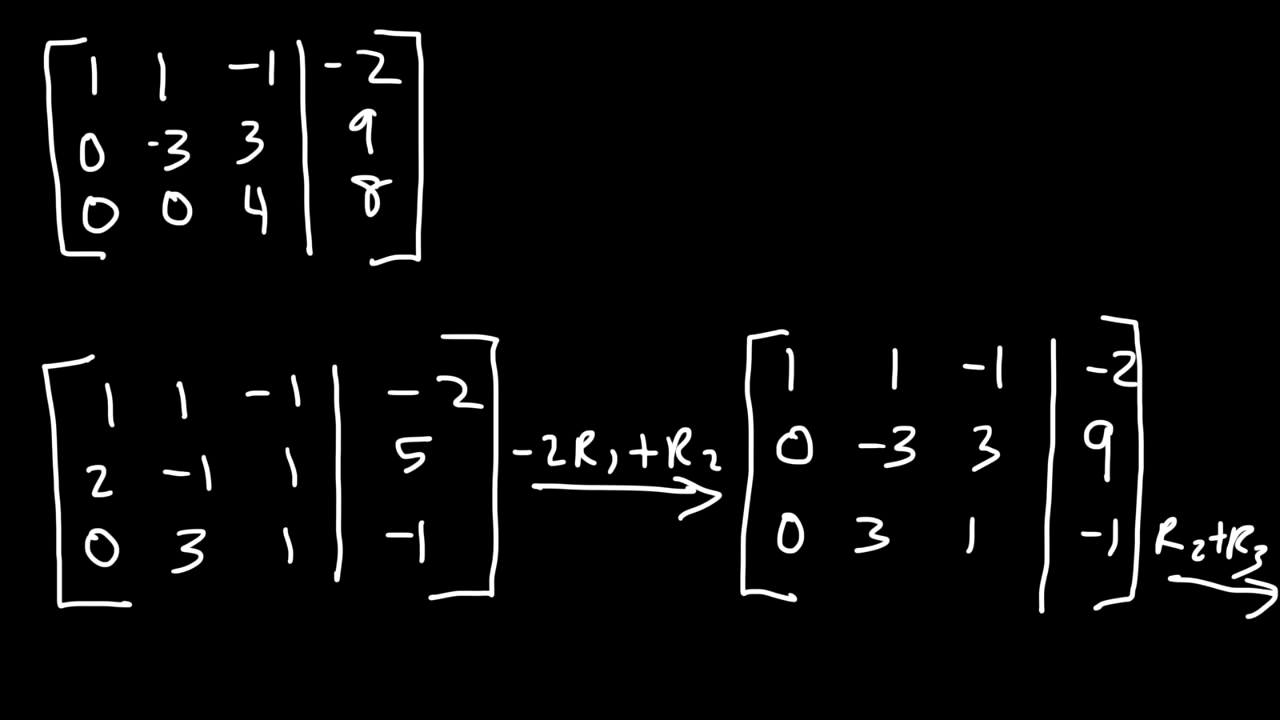 1 1 -1 | -2
0 -3 3 | 9
0 0 4 | 8
1 1 -1 | -2
2 -1 1 | 5
0 3 1 | -1
-2R₁+R₂
1 1 -1 | -2
0 -3 3 | 9
0 3 1 | -1
R₂+R₃